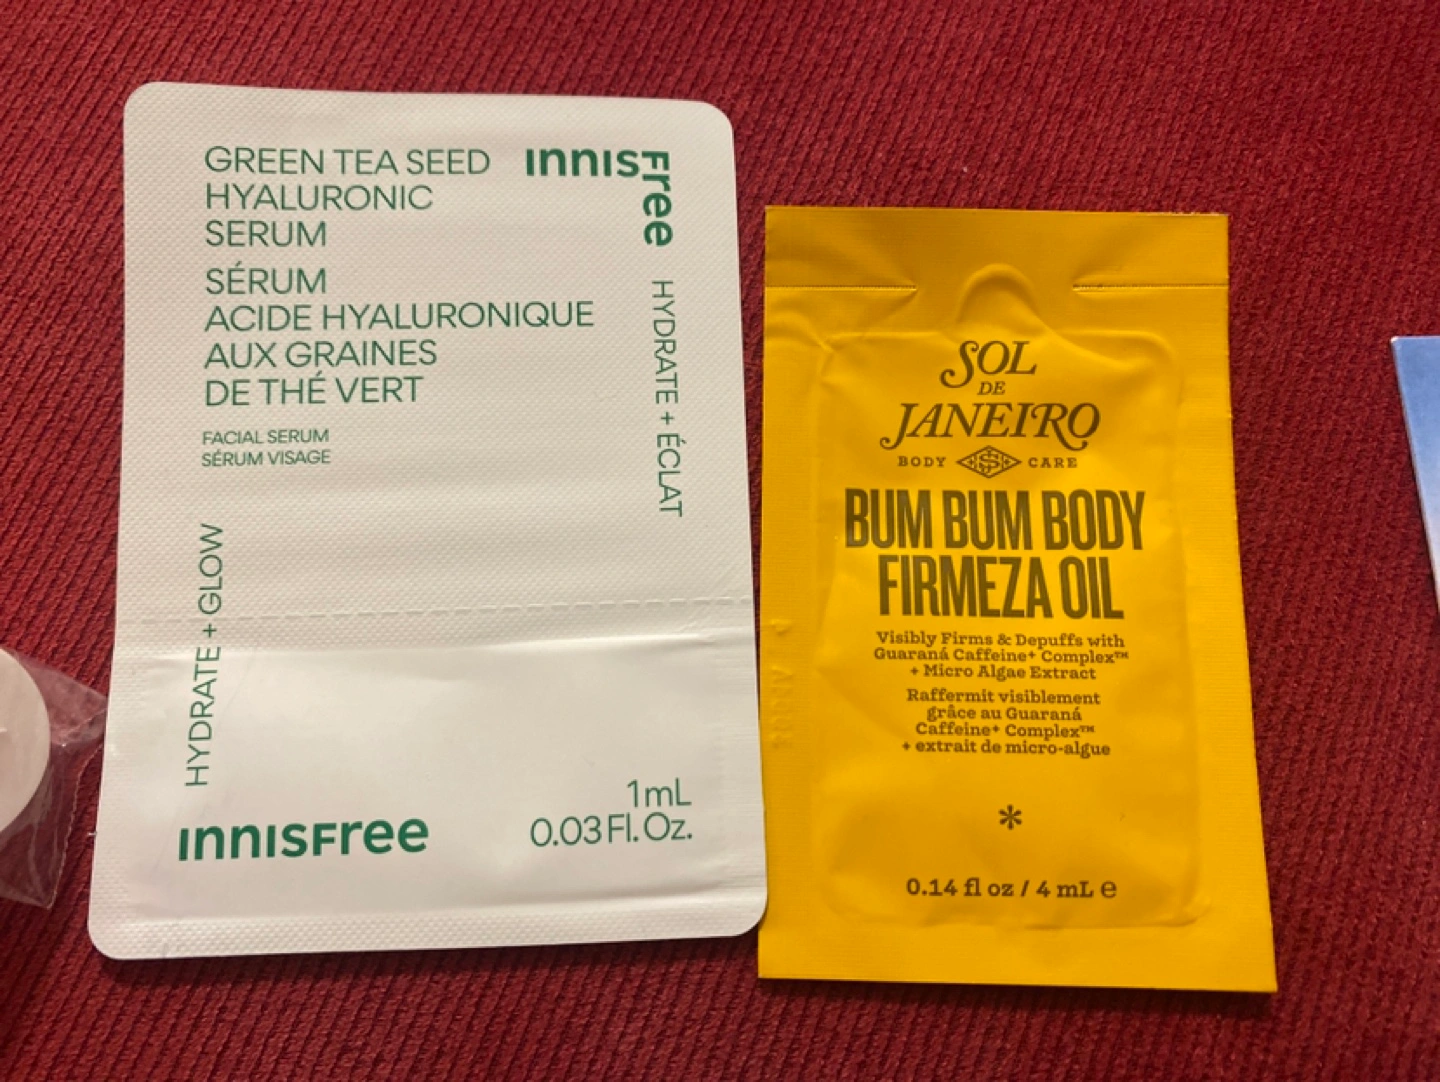 GREEN TEA SEED
HYALURONIC
SERUM
SÉRUM
ACIDE HYALURONIQUE
AUX GRAINES
DE THÉ VERT
FACIAL SERUM
SÉRUM VISAGE
ınnısFree
HYDRATE + ÉCLAT
HYDRATE + GLOW
ınnısFree
1mL
0.03 Fl. Oz.
SOL
DE
JANEIRO
BODY $ CARE
BUM BUM BODY
FIRMEZA OIL
Visibly Firms & Depuffs with
Guaraná Caffeine⁺ Complex™
+ Micro Algae Extract
Raffermit visiblement
grâce au Guaraná
Caffeine⁺ Complex™
+ extrait de micro-algue
*
0.14 fl oz / 4 mL ℮